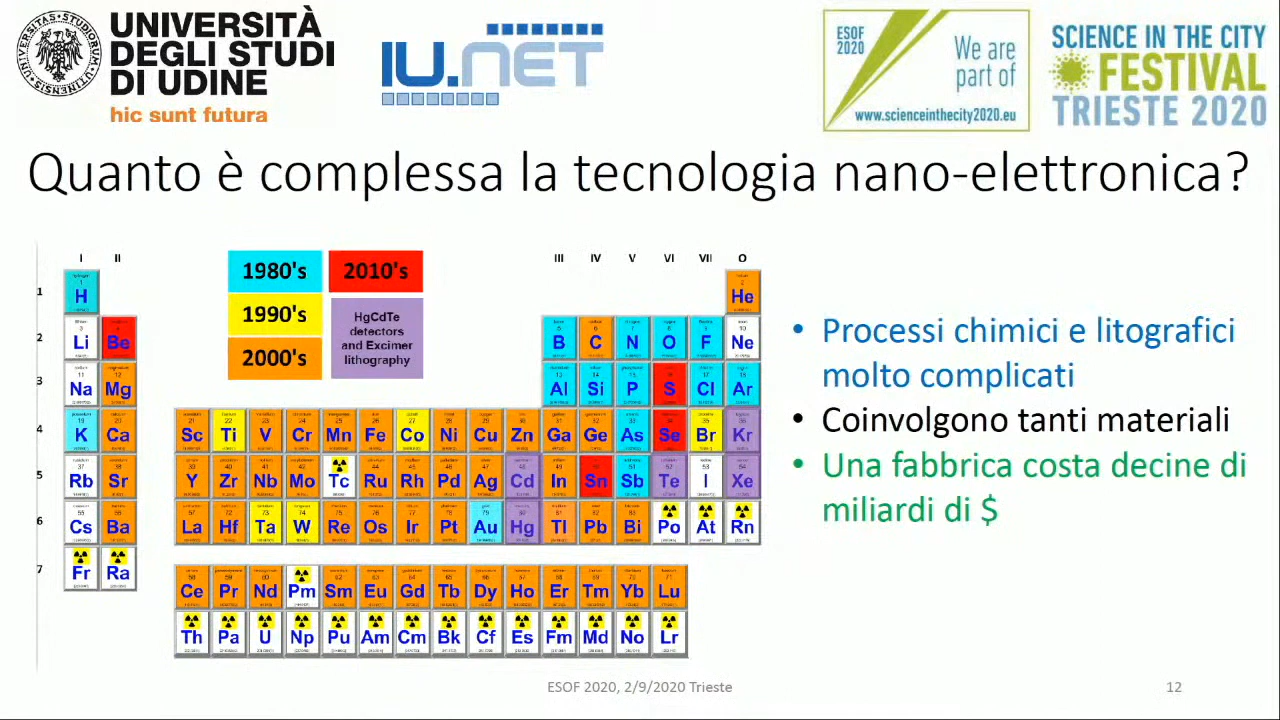 UNIVERSITÀ
DEGLI STUDI
DI UDINE
hic sunt futura
IU.NET
ESOF
2020
We are
part of
www.scienceinthecity2020.eu
SCIENCE IN THE CITY
FESTIVAL
TRIESTE 2020
Quanto è complessa la tecnologia nano-elettronica?
1980's
2010's
1990's
2000's
HgCdTe
detectors
and Excimer
lithography
I II III IV V VI VII O
1 H He
2 Li Be B C N O F Ne
3 Na Mg Al Si P S Cl Ar
4 K Ca Sc Ti V Cr Mn Fe Co Ni Cu Zn Ga Ge As Se Br Kr
5 Rb Sr Y Zr Nb Mo Tc Ru Rh Pd Ag Cd In Sn Sb Te I Xe
6 Cs Ba La Hf Ta W Re Os Ir Pt Au Hg Tl Pb Bi Po At Rn
7 Fr Ra
Ce Pr Nd Pm Sm Eu Gd Tb Dy Ho Er Tm Yb Lu
Th Pa U Np Pu Am Cm Bk Cf Es Fm Md No Lr
• Processi chimici e litografici
molto complicati
• Coinvolgono tanti materiali
• Una fabbrica costa decine di
miliardi di $
ESOF 2020, 2/9/2020 Trieste
12